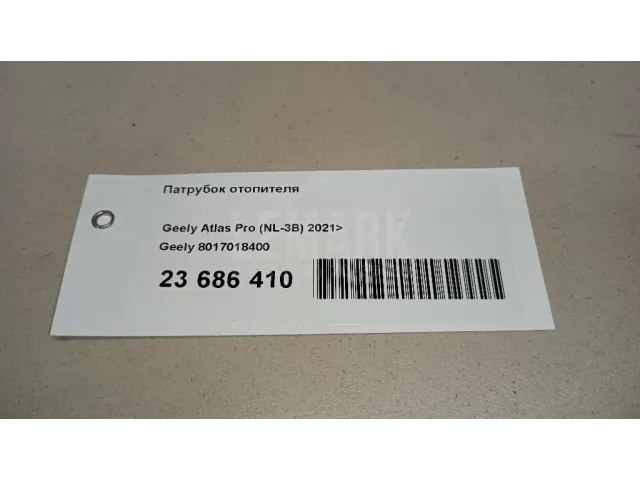 Патрубок отопителя
Geely Atlas Pro (NL-3B) 2021>
Geely 8017018400
23 686 410